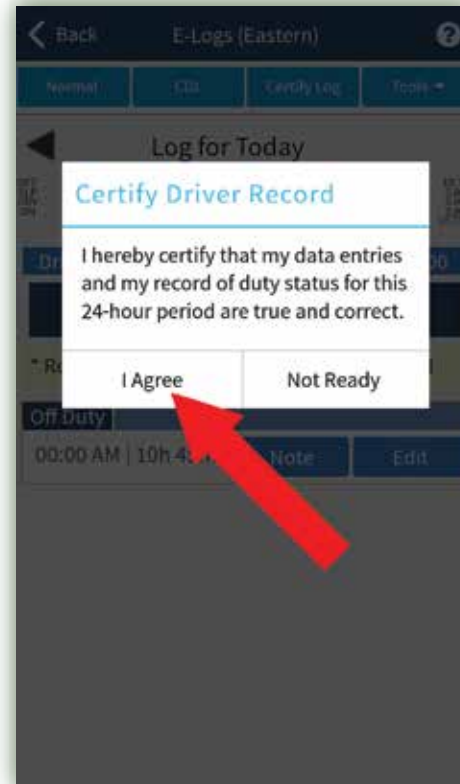 Back E-Logs (Eastern)
Normal Certify Log Tools
Log for Today
Certify Driver Record
I hereby certify that my data entries
and my record of duty status for this
24-hour period are true and correct.
I Agree Not Ready
Off Duty
00:00 AM | 10h Note Edit